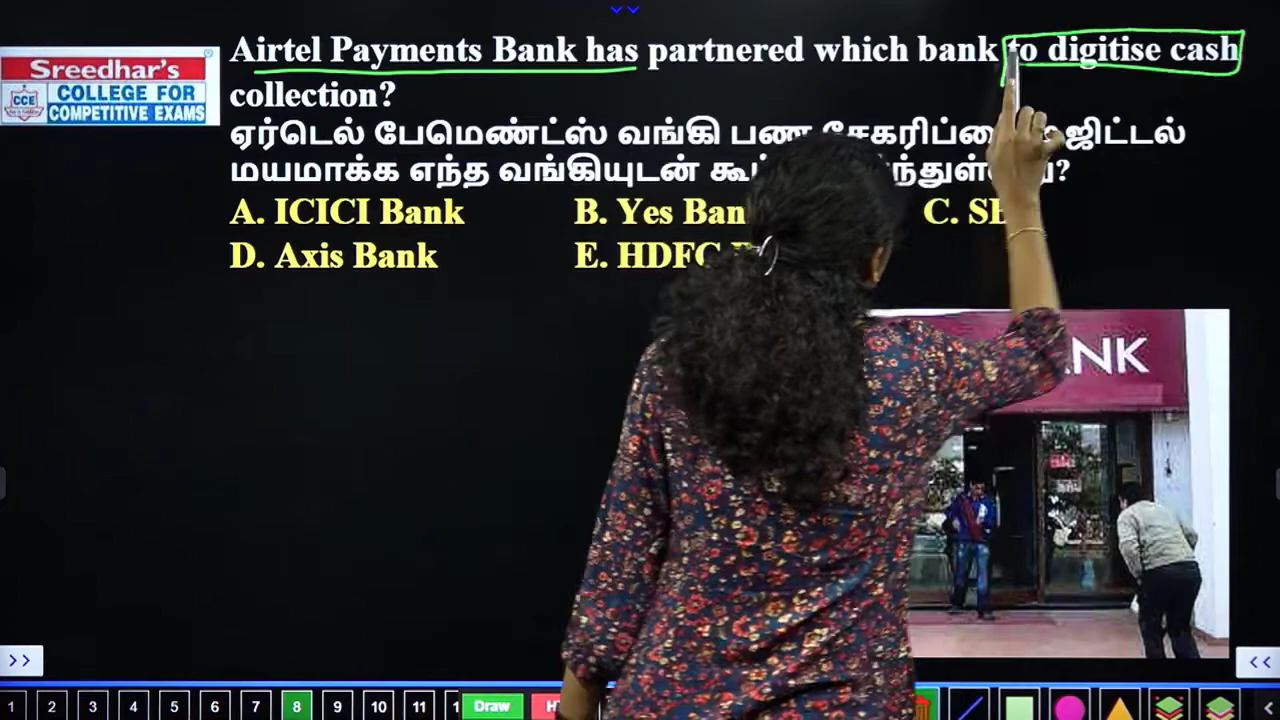 Airtel Payments Bank has partnered which bank to digitise cash
collection?
ஏர்டெல் பேமெண்ட்ஸ் வங்கி பண
மயமாக்க எந்த வங்கியுடன்
A. ICICI Bank B. Yes Ban C. SB
D. Axis Bank E. HDFC
Sreedhar's
CCE
COLLEGE FOR
COMPETITIVE EXAMS
ANK
>> <<
1 2 3 4 5 6 7 8 9 10 11 1 Draw